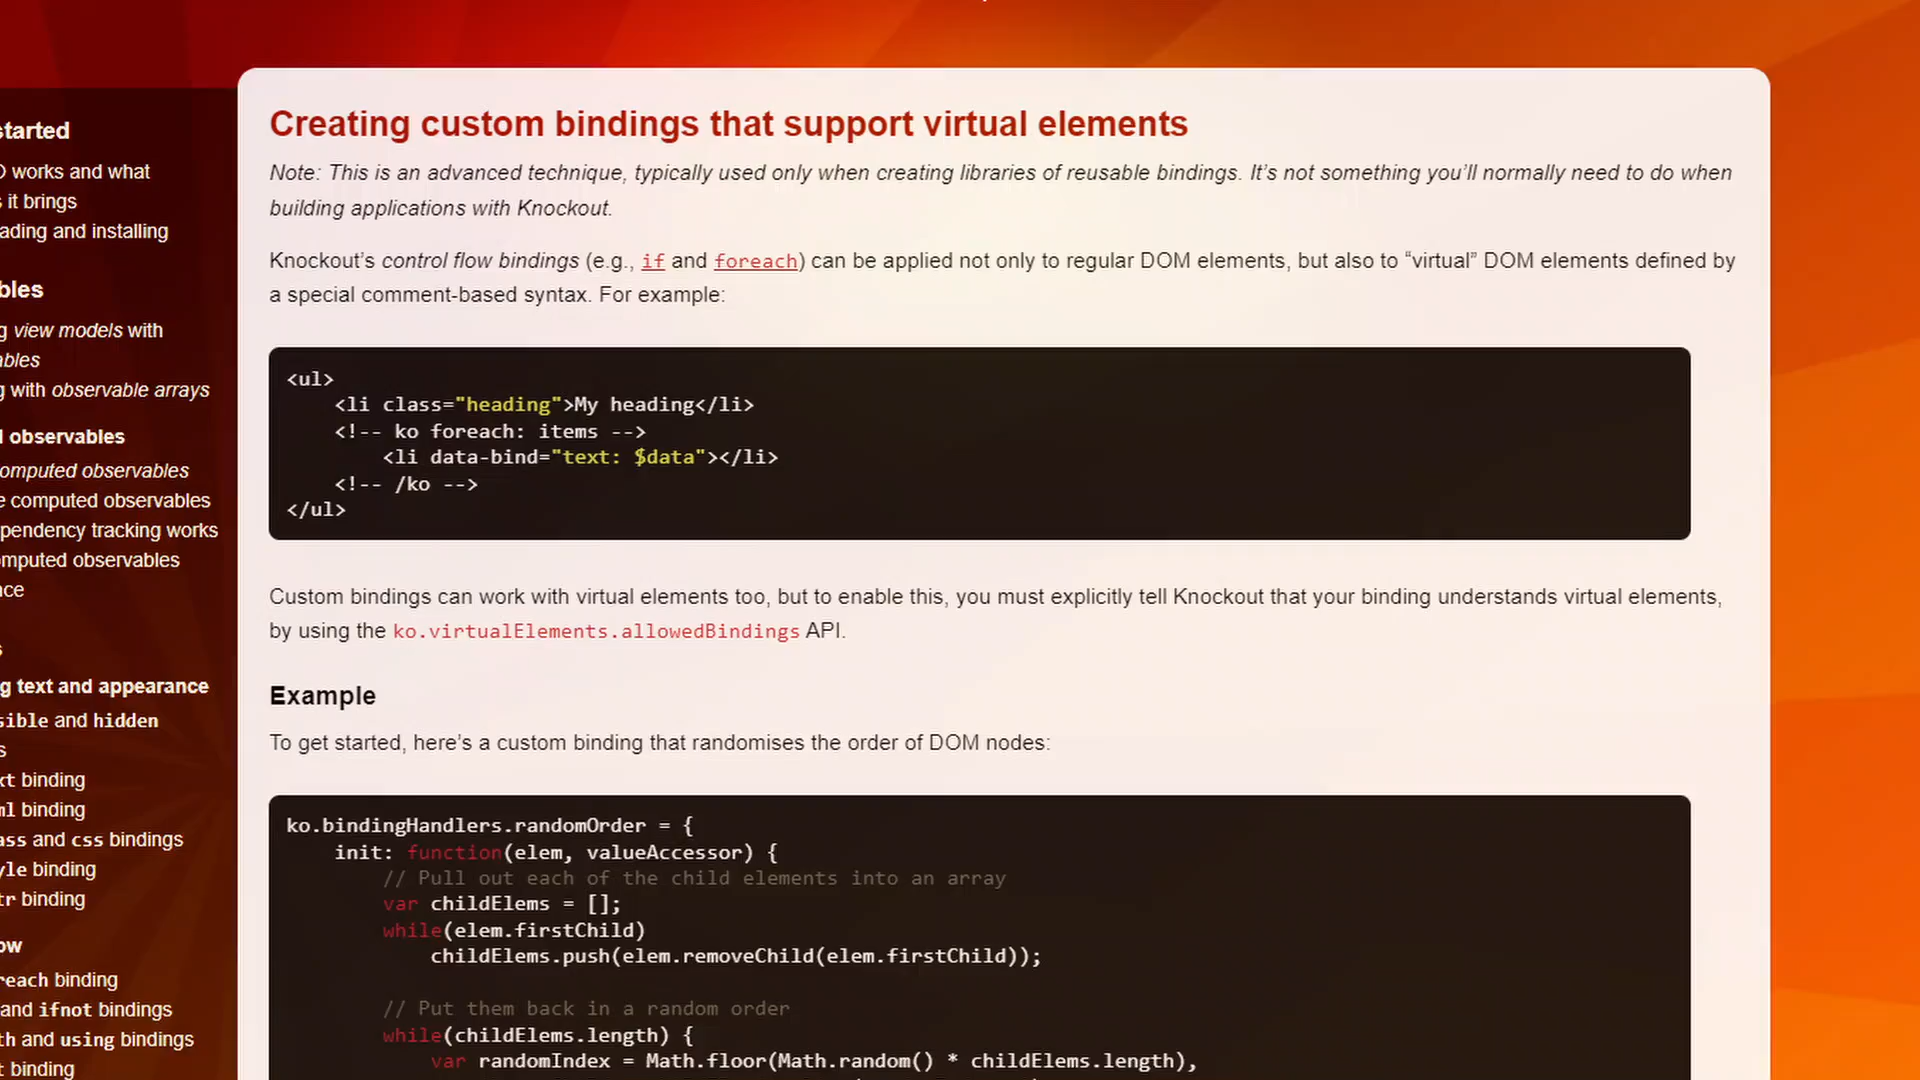 started
works and what
it brings
ading and installing
bles
g view models with
ables
g with observable arrays
d observables
omputed observables
e computed observables
pendency tracking works
mputed observables
nce
s
g text and appearance
sible and hidden
s
xt binding
ml binding
ass and css bindings
yle binding
tr binding
ow
reach binding
and ifnot bindings
th and using bindings
t binding
Creating custom bindings that support virtual elements
Note: This is an advanced technique, typically used only when creating libraries of reusable bindings. It’s not something you’ll normally need to do when
building applications with Knockout.
Knockout’s control flow bindings (e.g., if and foreach) can be applied not only to regular DOM elements, but also to “virtual” DOM elements defined by
a special comment-based syntax. For example:
<ul>
    <li class="heading">My heading</li>
    <!-- ko foreach: items -->
        <li data-bind="text: $data"></li>
    <!-- /ko -->
</ul>
Custom bindings can work with virtual elements too, but to enable this, you must explicitly tell Knockout that your binding understands virtual elements,
by using the ko.virtualElements.allowedBindings API.
Example
To get started, here’s a custom binding that randomises the order of DOM nodes:
ko.bindingHandlers.randomOrder = {
    init: function(elem, valueAccessor) {
        // Pull out each of the child elements into an array
        var childElems = [];
        while(elem.firstChild)
            childElems.push(elem.removeChild(elem.firstChild));
        // Put them back in a random order
        while(childElems.length) {
            var randomIndex = Math.floor(Math.random() * childElems.length),